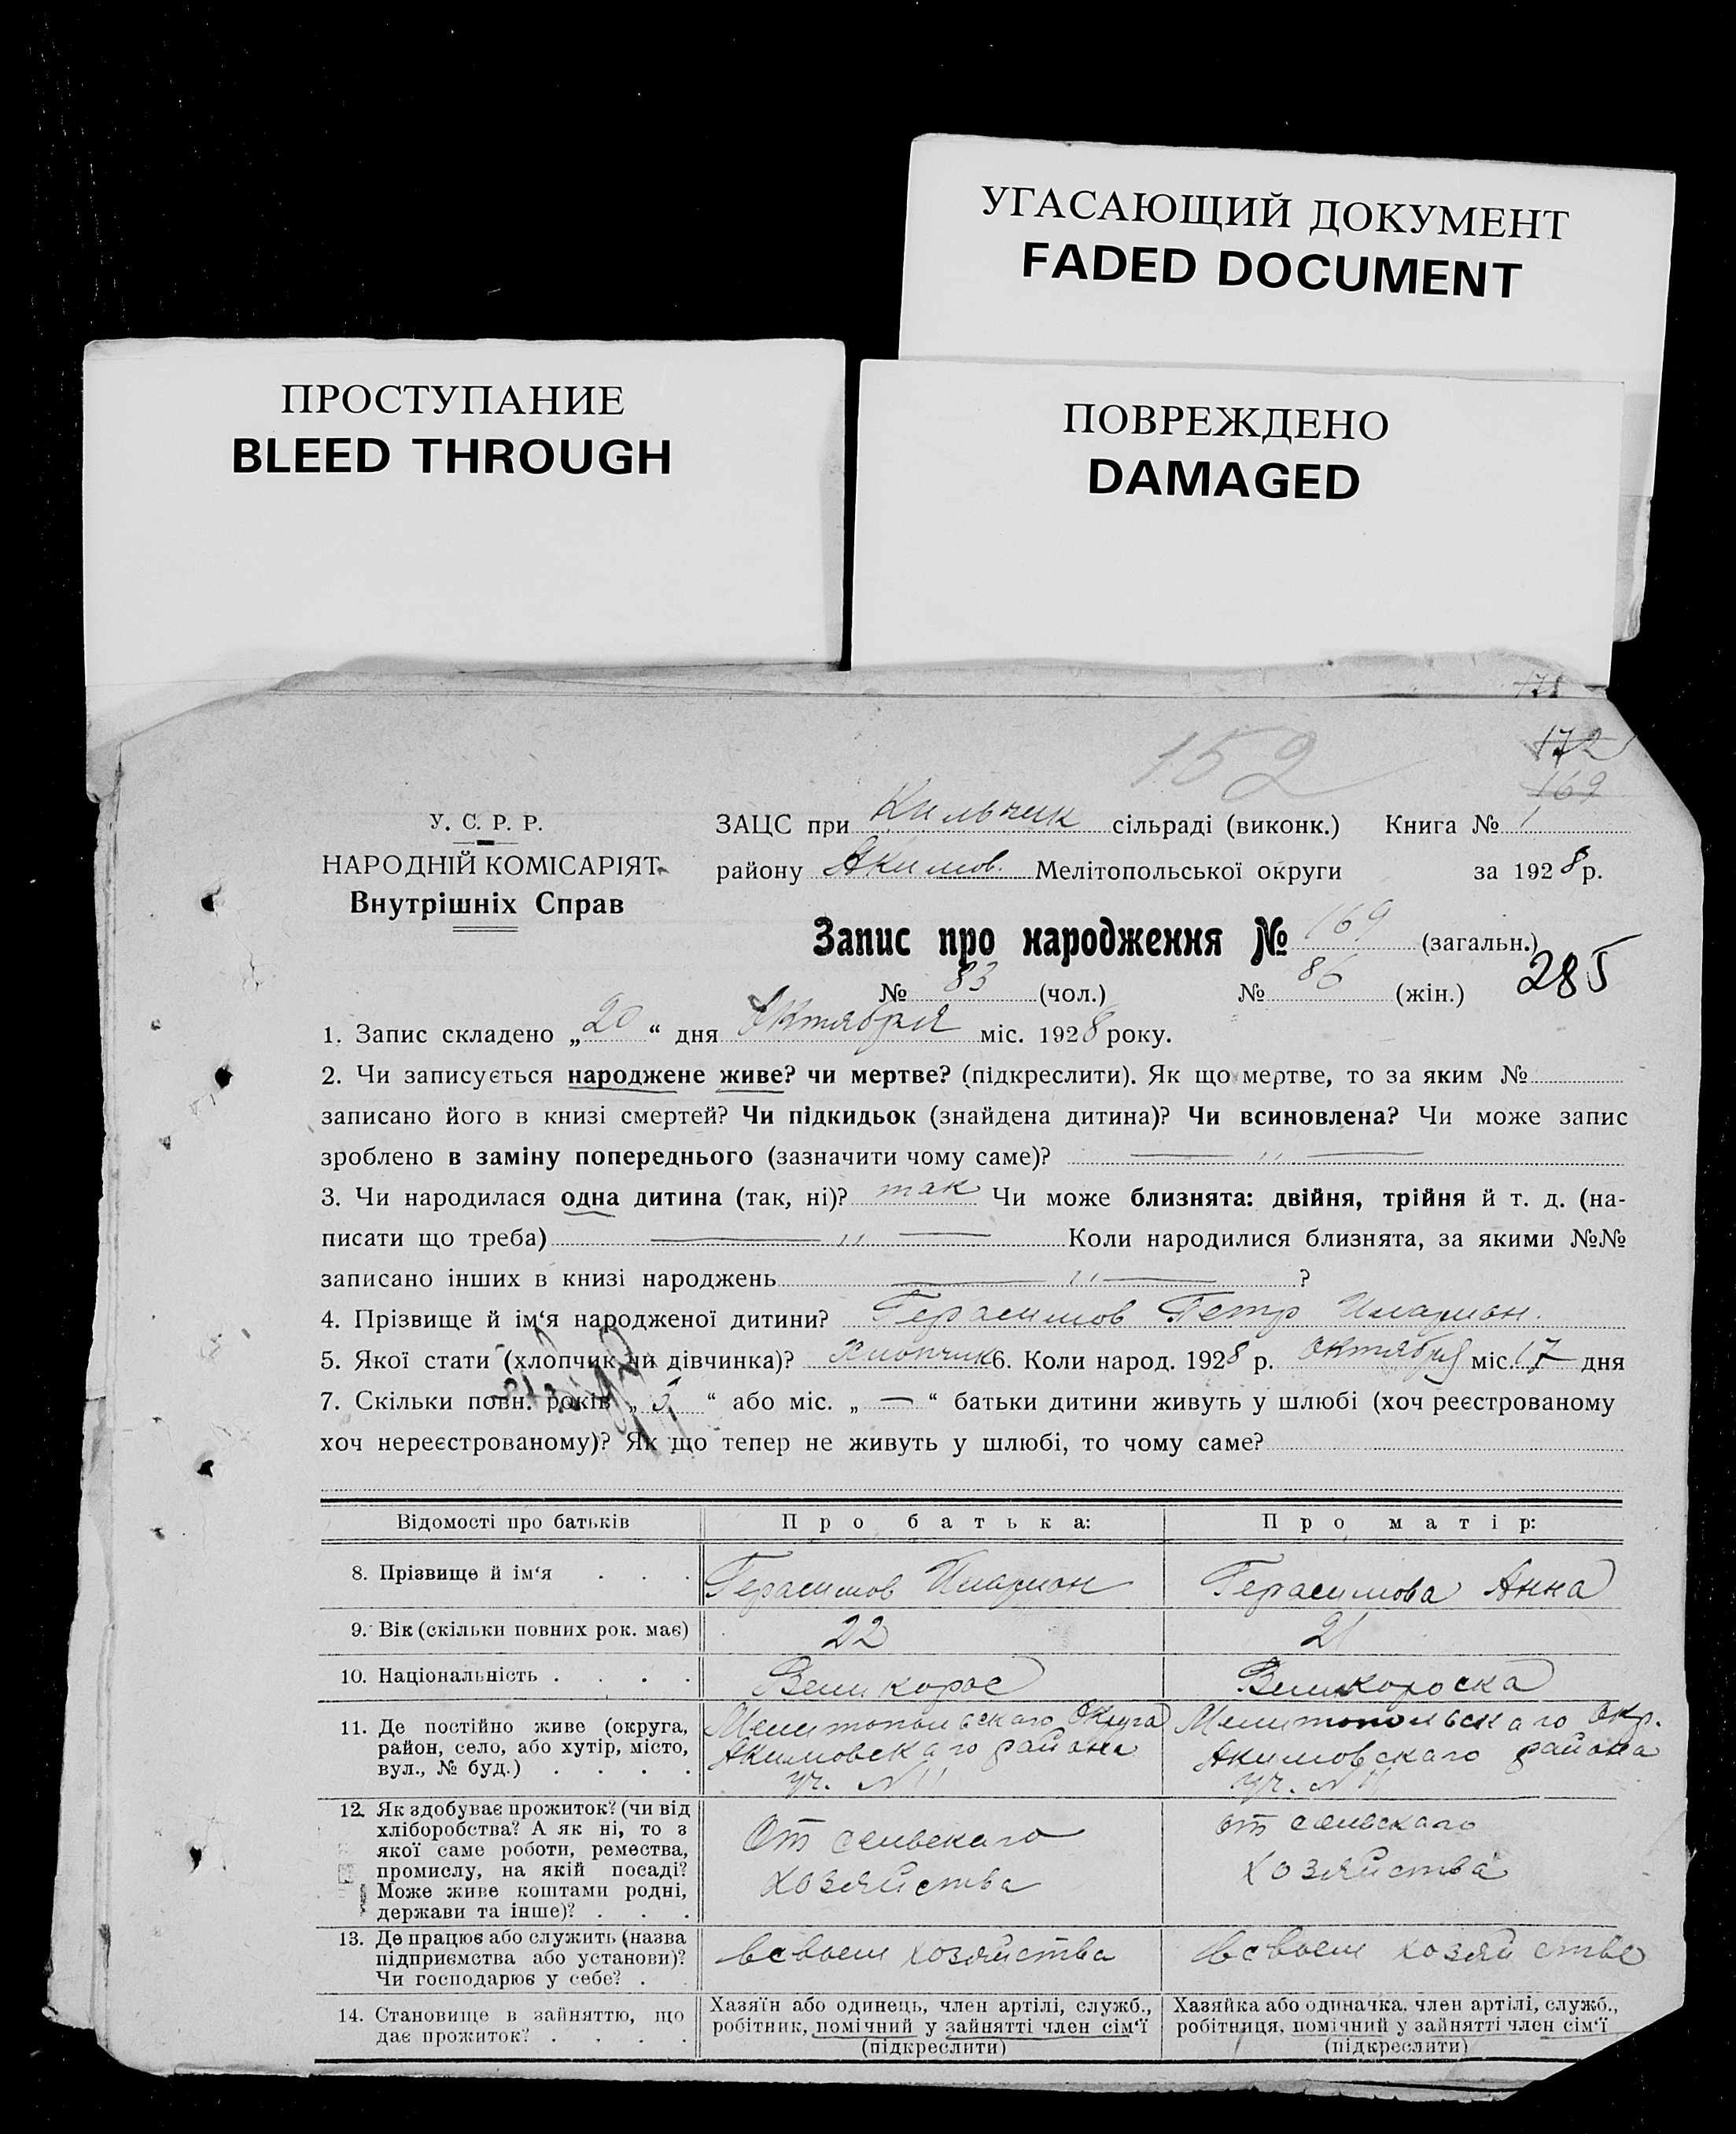 УГАСАЮЩИЙ ДОКУМЕНТ
FADED DOCUMENT
ПРОСТУПАНИЕ
BLEED THROUGH
ПОВРЕЖДЕНО
DAMAGED
171
172
152
169
У. С. Р. Р.
НАРОДНІЙ КОМІСАРІЯТ
Внутрішніх Справ
ЗАЦС при Кильчик сільраді (виконк.) Книга № 1
району Акимов. Мелітопольської округи за 1928 р.
Запис про народження № 169 (загальн.)
285
№ 83 (чол.) № 86 (жін.)
1. Запис складено „20“ дня Октября міс. 1928 року.
2. Чи записується народжене живе? чи мертве? (підкреслити). Як що мертве, то за яким №
записано його в книзі смертей? Чи підкидьок (знайдена дитина)? Чи всиновлена? Чи може запис
зроблено в заміну попереднього (зазначити чому саме)? — „ —
3. Чи народилася одна дитина (так, ні)? так Чи може близнята: двійня, трійня й т. д. (на-
писати що треба) — „ — Коли народилися близнята, за якими №№
записано інших в книзі народжень — „ — ?
4. Прізвище й ім‘я народженої дитини? Герасимов Петр Иларион.
5. Якої стати (хлопчик чи дівчинка)? Хлопчик 6. Коли народ. 1928 р. Октября міс. 17 дня
7. Скільки повн. років „3“ або міс. „—“ батьки дитини живуть у шлюбі (хоч реєстрованому
хоч нереєстрованому)? Як що тепер не живуть у шлюбі, то чому саме?
Відомості про батьків Про батька: Про матір:
8. Прізвище й ім‘я . . . Герасимов Иларион Герасимова Анна
9. Вік (скільки повних рок. має) 22 21
10. Національність . . . . Великорос Великороска
11. Де постійно живе (округа, Мелитопольскаго Округа Мелитопольскаго Окр.
район, село, або хутір, місто, Акимовскаго района Акимовскаго района
вул., № буд.) . . . . уч. № 11 уч. № 11
12. Як здобуває прожиток? (чи від
хліборобства? А як ні, то з От сельскаго от сельскаго
якої саме роботи, ремества,
промислу, на якій посаді? хозяйства хозяйства
Може живе коштами родні,
держави та інше)? . . .
13. Де працює або служить (назва
підприємства або установи)? в своем хозяйства в своем хозяйстве
Чи господарює у себе? .
14. Становище в зайняттю, що Хазяїн або одинець, член артілі, служб., Хазяйка або одиначка, член артілі, служб.,
дає прожиток? . . . . робітник, помічний у зайнятті член сім‘ї робітниця, помічний у зайнятті член сім‘ї
(підкреслити) (підкреслити)